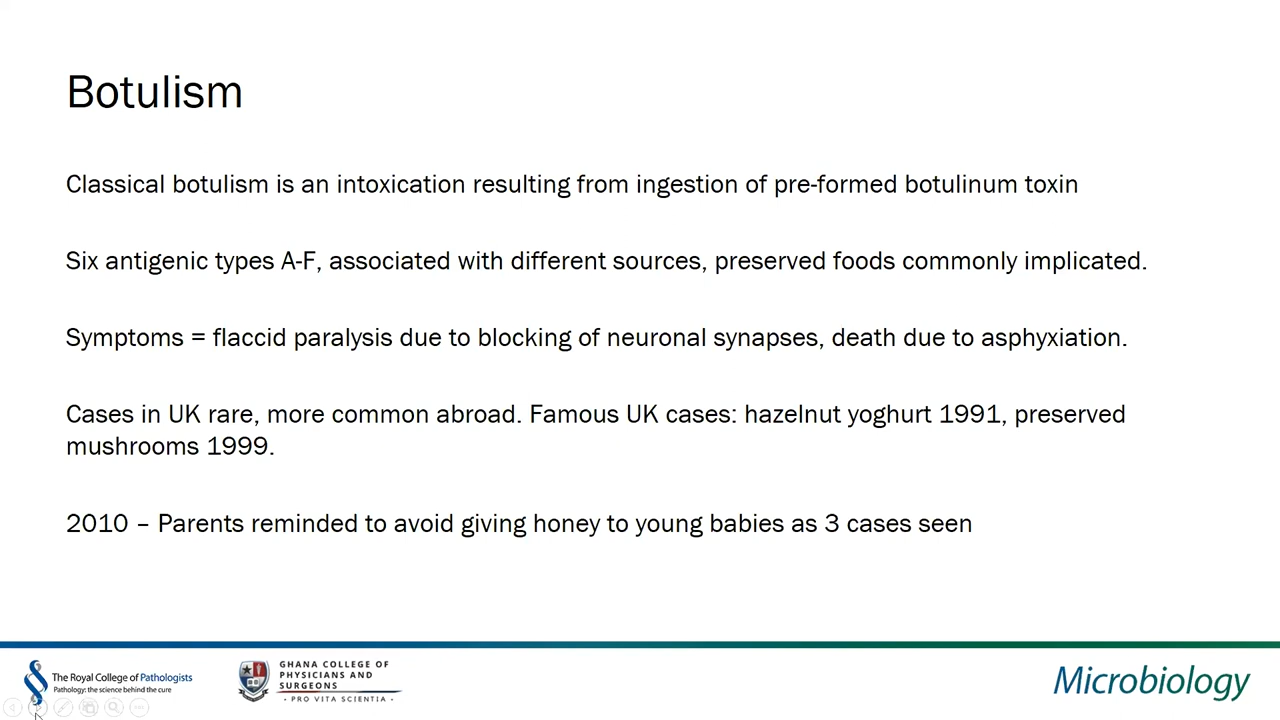 Botulism
Classical botulism is an intoxication resulting from ingestion of pre-formed botulinum toxin
Six antigenic types A-F, associated with different sources, preserved foods commonly implicated.
Symptoms = flaccid paralysis due to blocking of neuronal synapses, death due to asphyxiation.
Cases in UK rare, more common abroad. Famous UK cases: hazelnut yoghurt 1991, preserved
mushrooms 1999.
2010 – Parents reminded to avoid giving honey to young babies as 3 cases seen
The Royal College of Pathologists
Pathology: the science behind the cure
GHANA COLLEGE OF
PHYSICIANS AND
SURGEONS
· PRO VITA SCIENTIA ·
Microbiology